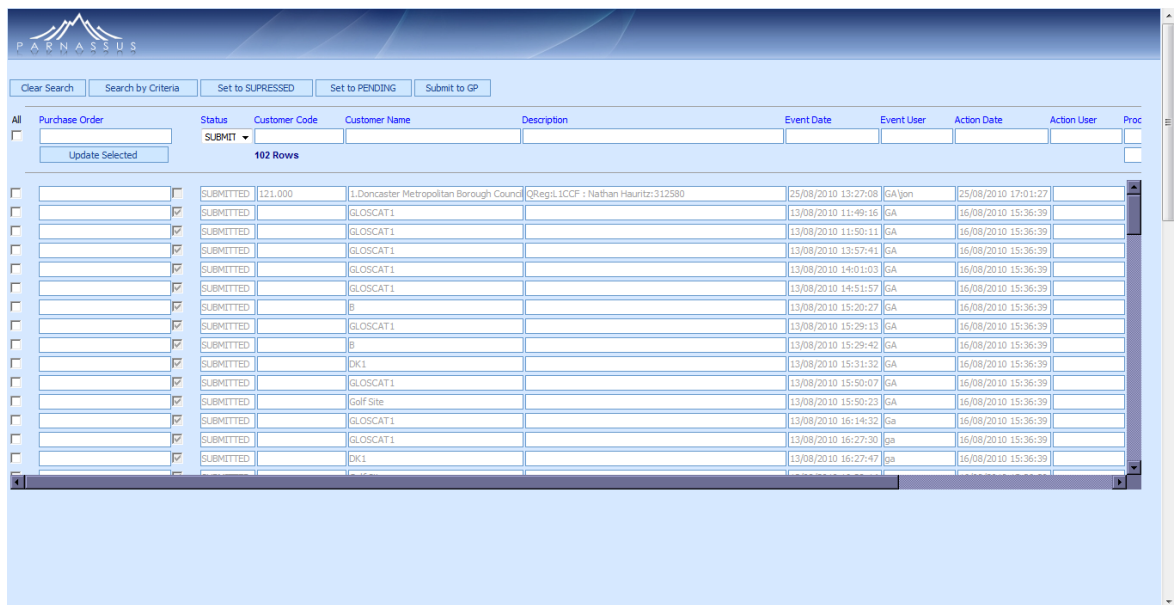 PARNASSUS
Clear Search Search by Criteria Set to SUPRESSED Set to PENDING Submit to GP
All Purchase Order Status Customer Code Customer Name Description Event Date Event User Action Date Action User Proc
SUBMIT
Update Selected 102 Rows
SUBMITTED 121.000 1.Doncaster Metropolitan Borough Council QReg:L1CCF : Nathan Hauritz:312580 25/08/2010 13:27:08 GA\jon 25/08/2010 17:01:27
SUBMITTED GLOSCAT1 13/08/2010 11:49:16 GA 16/08/2010 15:36:39
SUBMITTED GLOSCAT1 13/08/2010 11:50:11 GA 16/08/2010 15:36:39
SUBMITTED GLOSCAT1 13/08/2010 13:57:41 GA 16/08/2010 15:36:39
SUBMITTED GLOSCAT1 13/08/2010 14:01:03 GA 16/08/2010 15:36:39
SUBMITTED GLOSCAT1 13/08/2010 14:51:57 GA 16/08/2010 15:36:39
SUBMITTED B 13/08/2010 15:20:27 GA 16/08/2010 15:36:39
SUBMITTED GLOSCAT1 13/08/2010 15:29:13 GA 16/08/2010 15:36:39
SUBMITTED B 13/08/2010 15:29:42 GA 16/08/2010 15:36:39
SUBMITTED DK1 13/08/2010 15:31:32 GA 16/08/2010 15:36:39
SUBMITTED GLOSCAT1 13/08/2010 15:50:07 GA 16/08/2010 15:36:39
SUBMITTED Golf Site 13/08/2010 15:50:23 GA 16/08/2010 15:36:39
SUBMITTED GLOSCAT1 13/08/2010 16:14:32 Ga 16/08/2010 15:36:39
SUBMITTED GLOSCAT1 13/08/2010 16:27:30 ga 16/08/2010 15:36:39
SUBMITTED DK1 13/08/2010 16:27:47 ga 16/08/2010 15:36:39